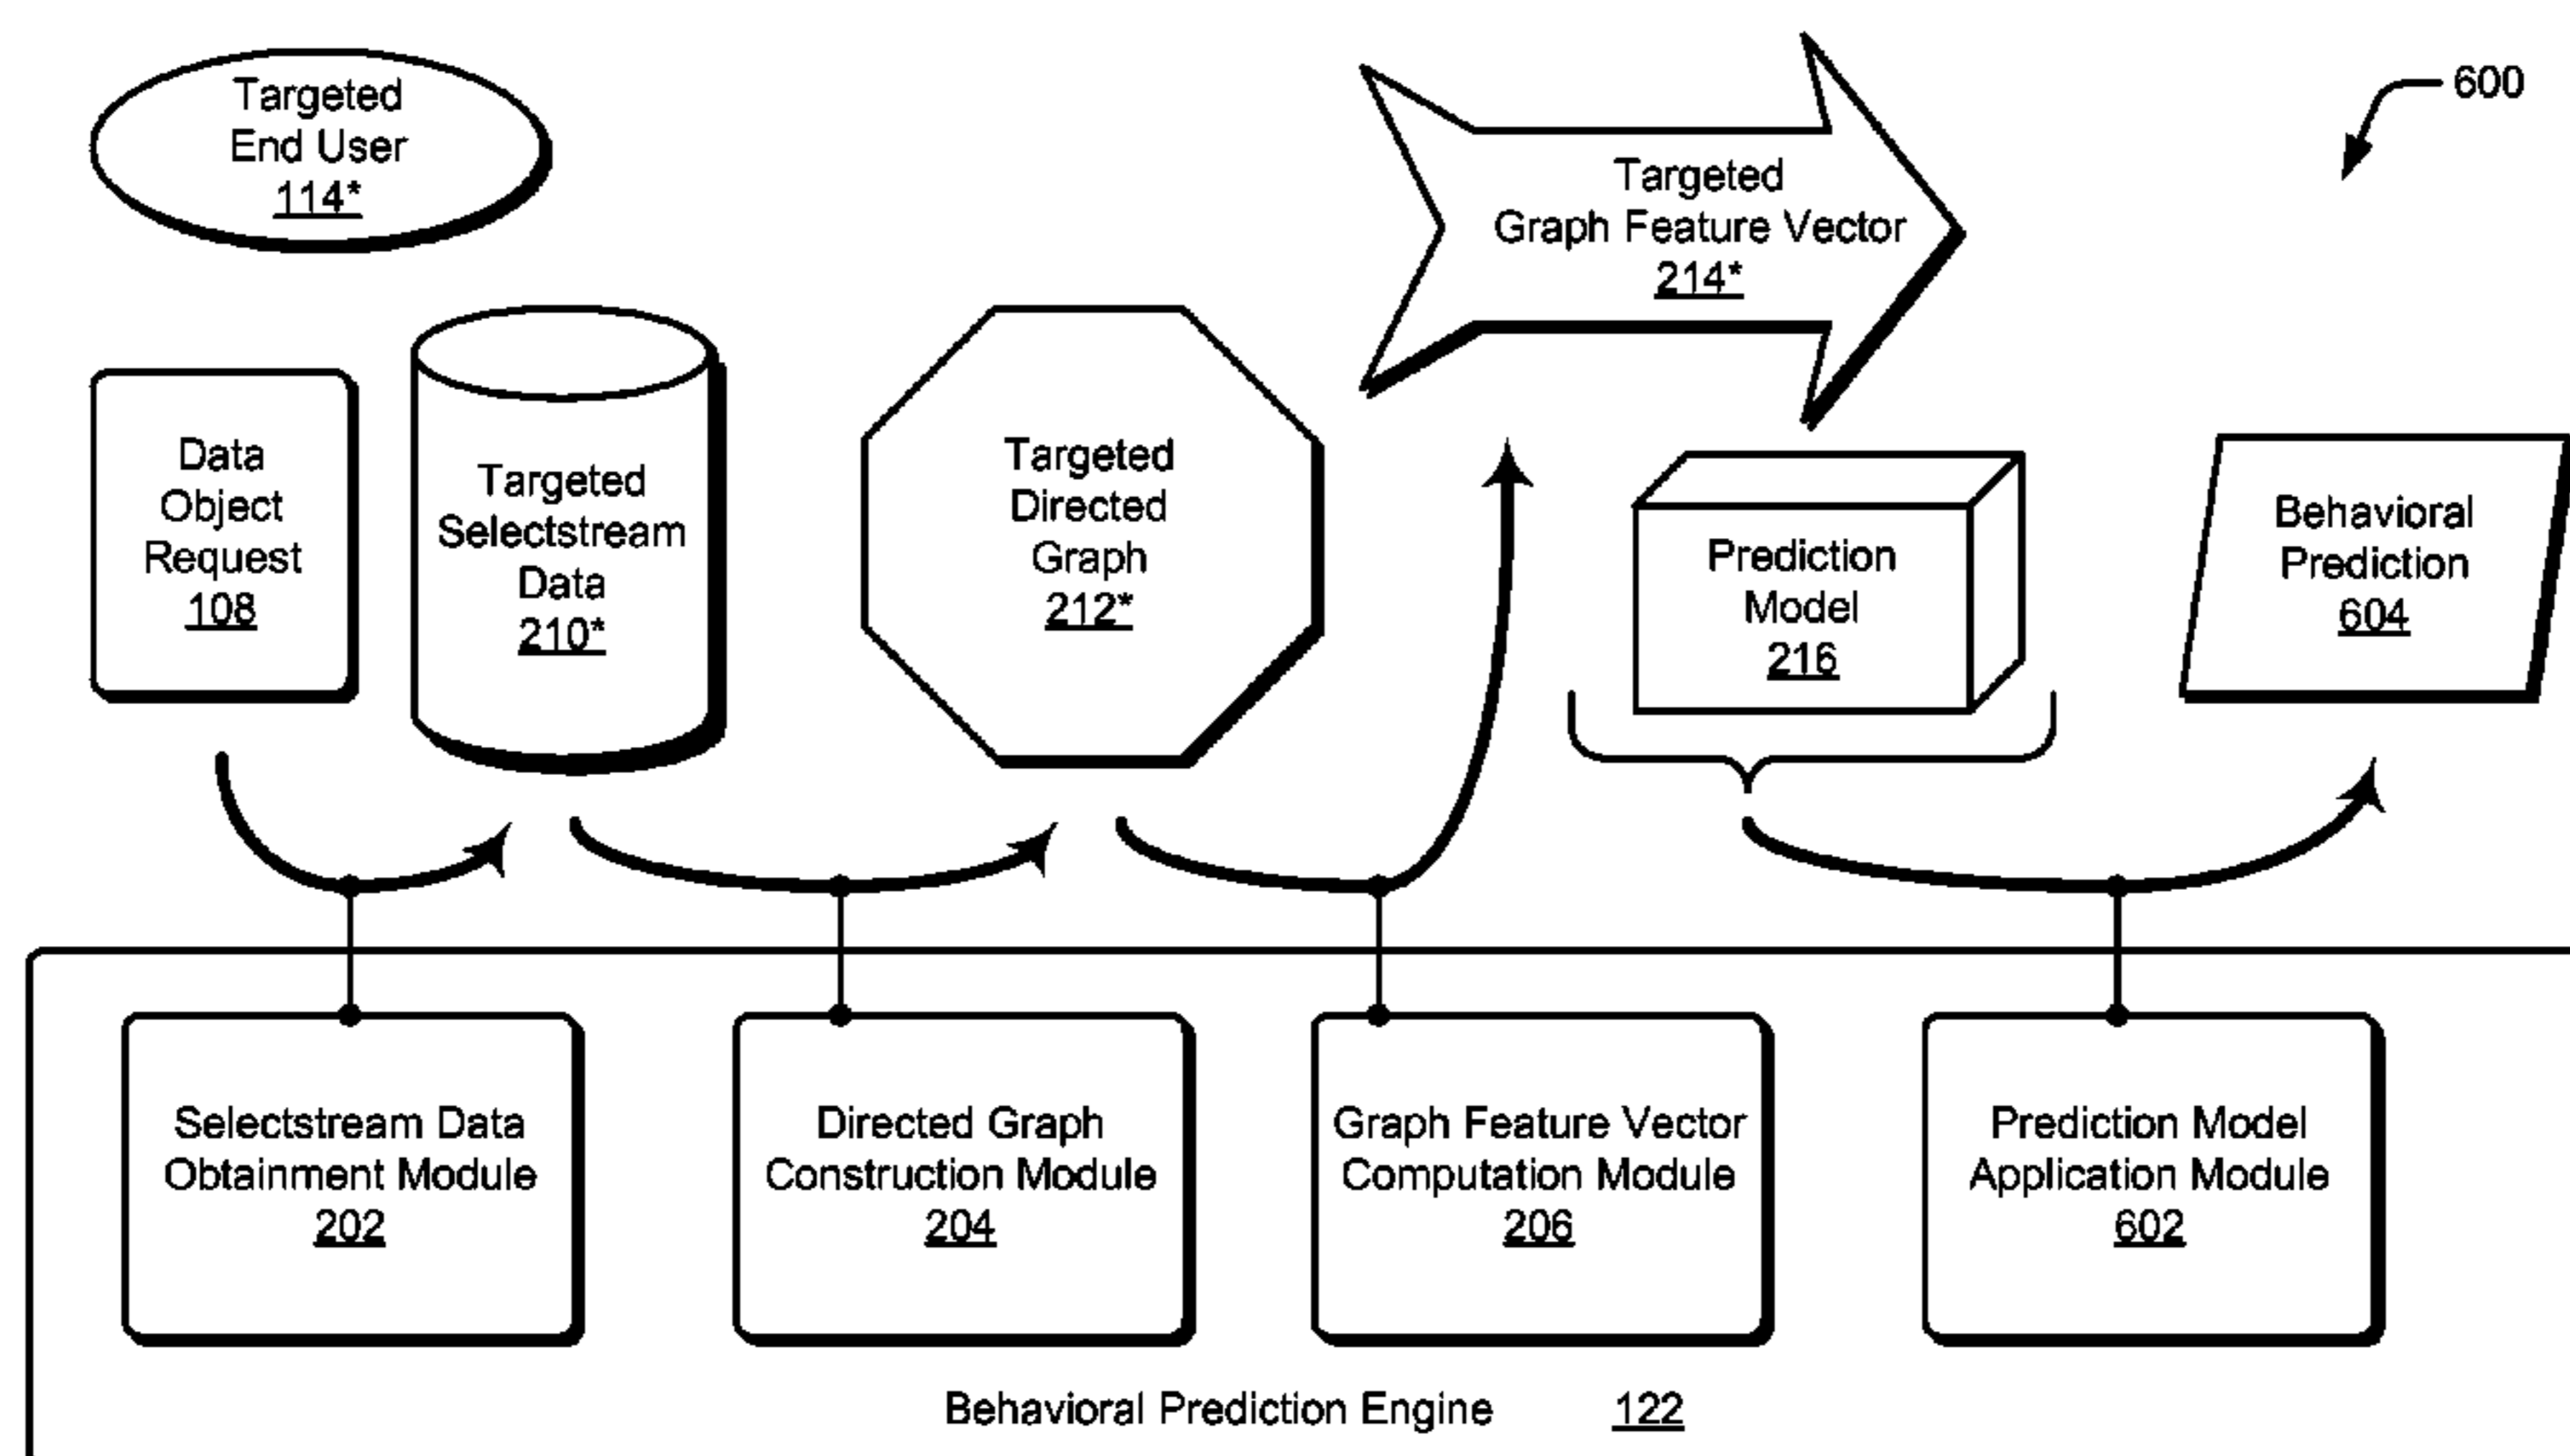 Targeted
End User
114*
Targeted
Graph Feature Vector
214*
600
Data
Object
Request
108
Targeted
Selectstream
Data
210*
Targeted
Directed
Graph
212*
Prediction
Model
216
Behavioral
Prediction
604
Selectstream Data
Obtainment Module
202
Directed Graph
Construction Module
204
Graph Feature Vector
Computation Module
206
Prediction Model
Application Module
602
Behavioral Prediction Engine 122